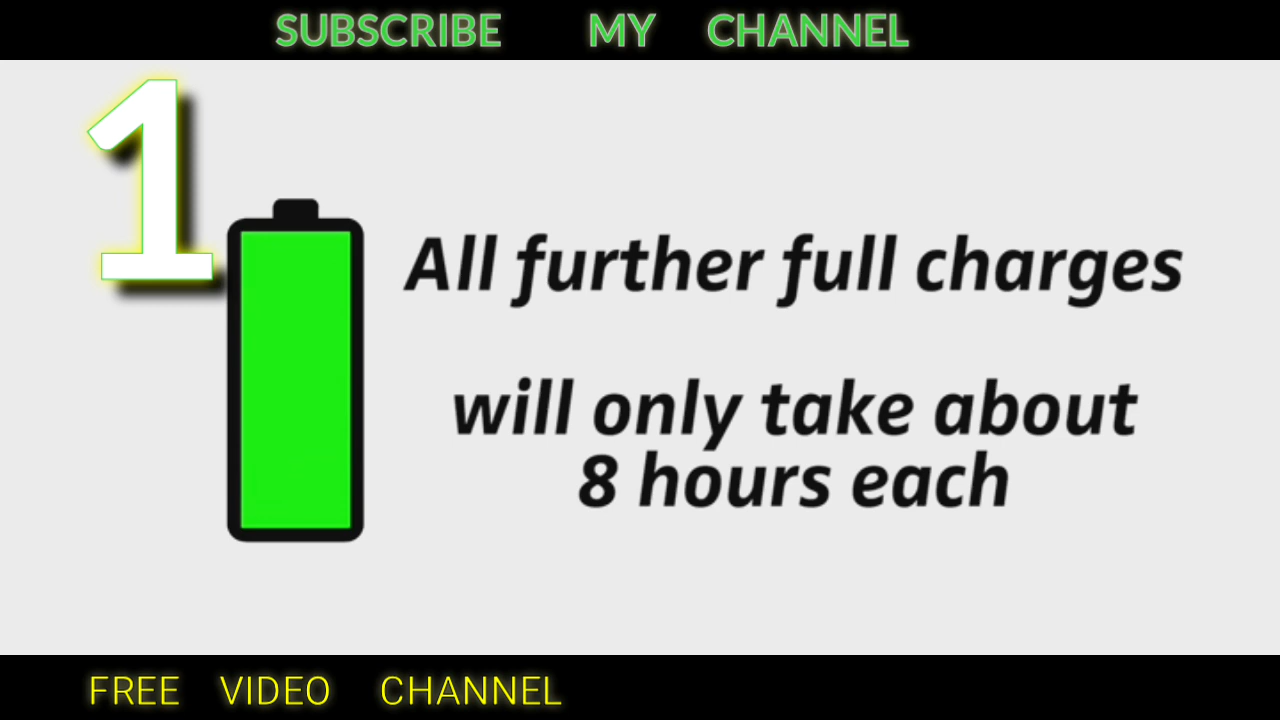 SUBSCRIBE MY CHANNEL
1
All further full charges
will only take about
8 hours each
FREE VIDEO CHANNEL